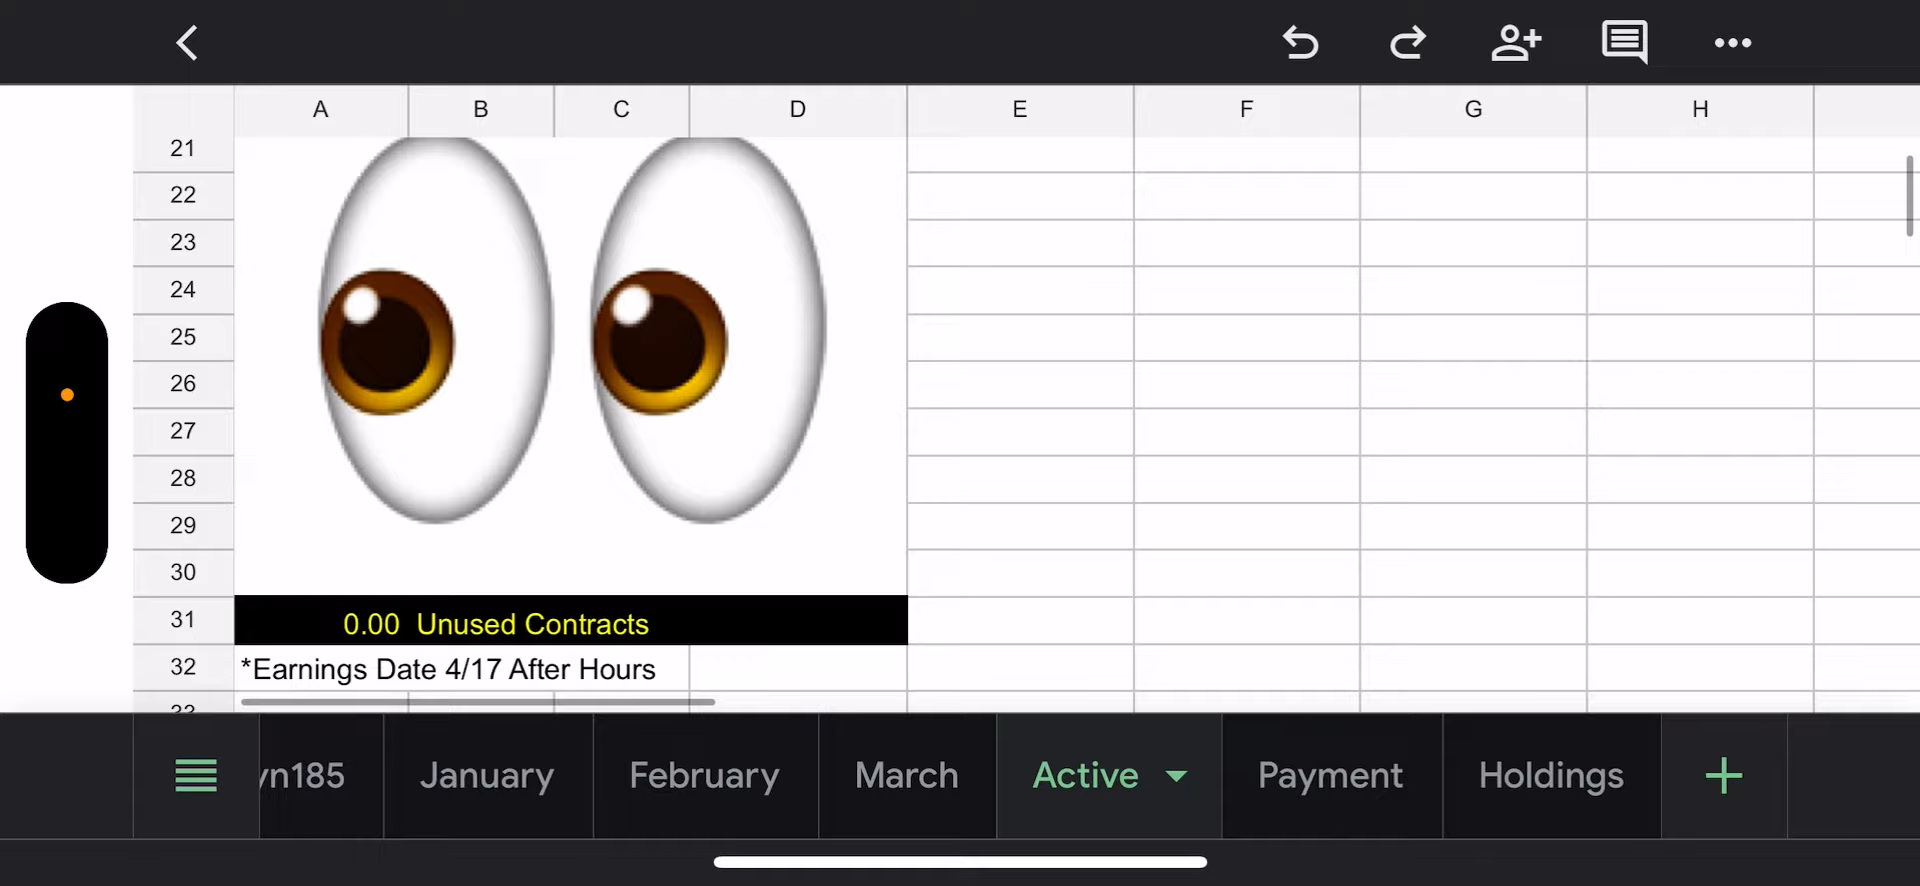 A B C D E F G H
21
22
23
24
25
26
27
28
29
30
31 0.00 Unused Contracts
32 *Earnings Date 4/17 After Hours
yn185 January February March Active Payment Holdings